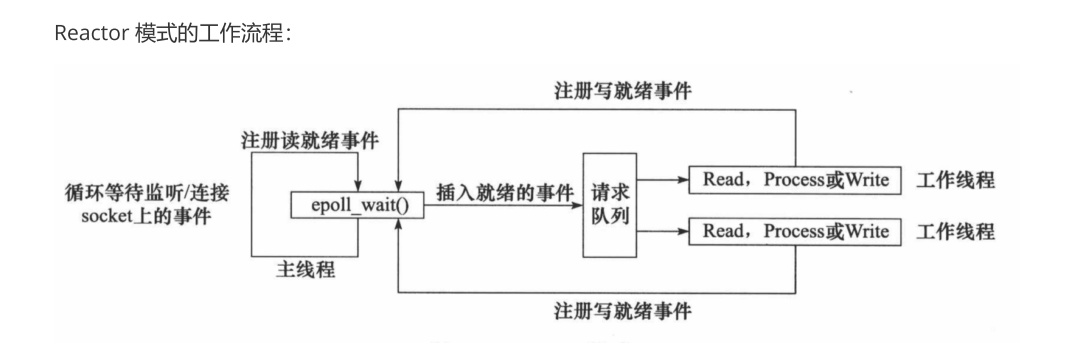 Reactor 模式的工作流程：
注册写就绪事件
注册读就绪事件
循环等待监听/连接
socket上的事件
epoll_wait()
插入就绪的事件
请求
队列
Read，Process或Write
工作线程
Read，Process或Write
工作线程
主线程
注册写就绪事件